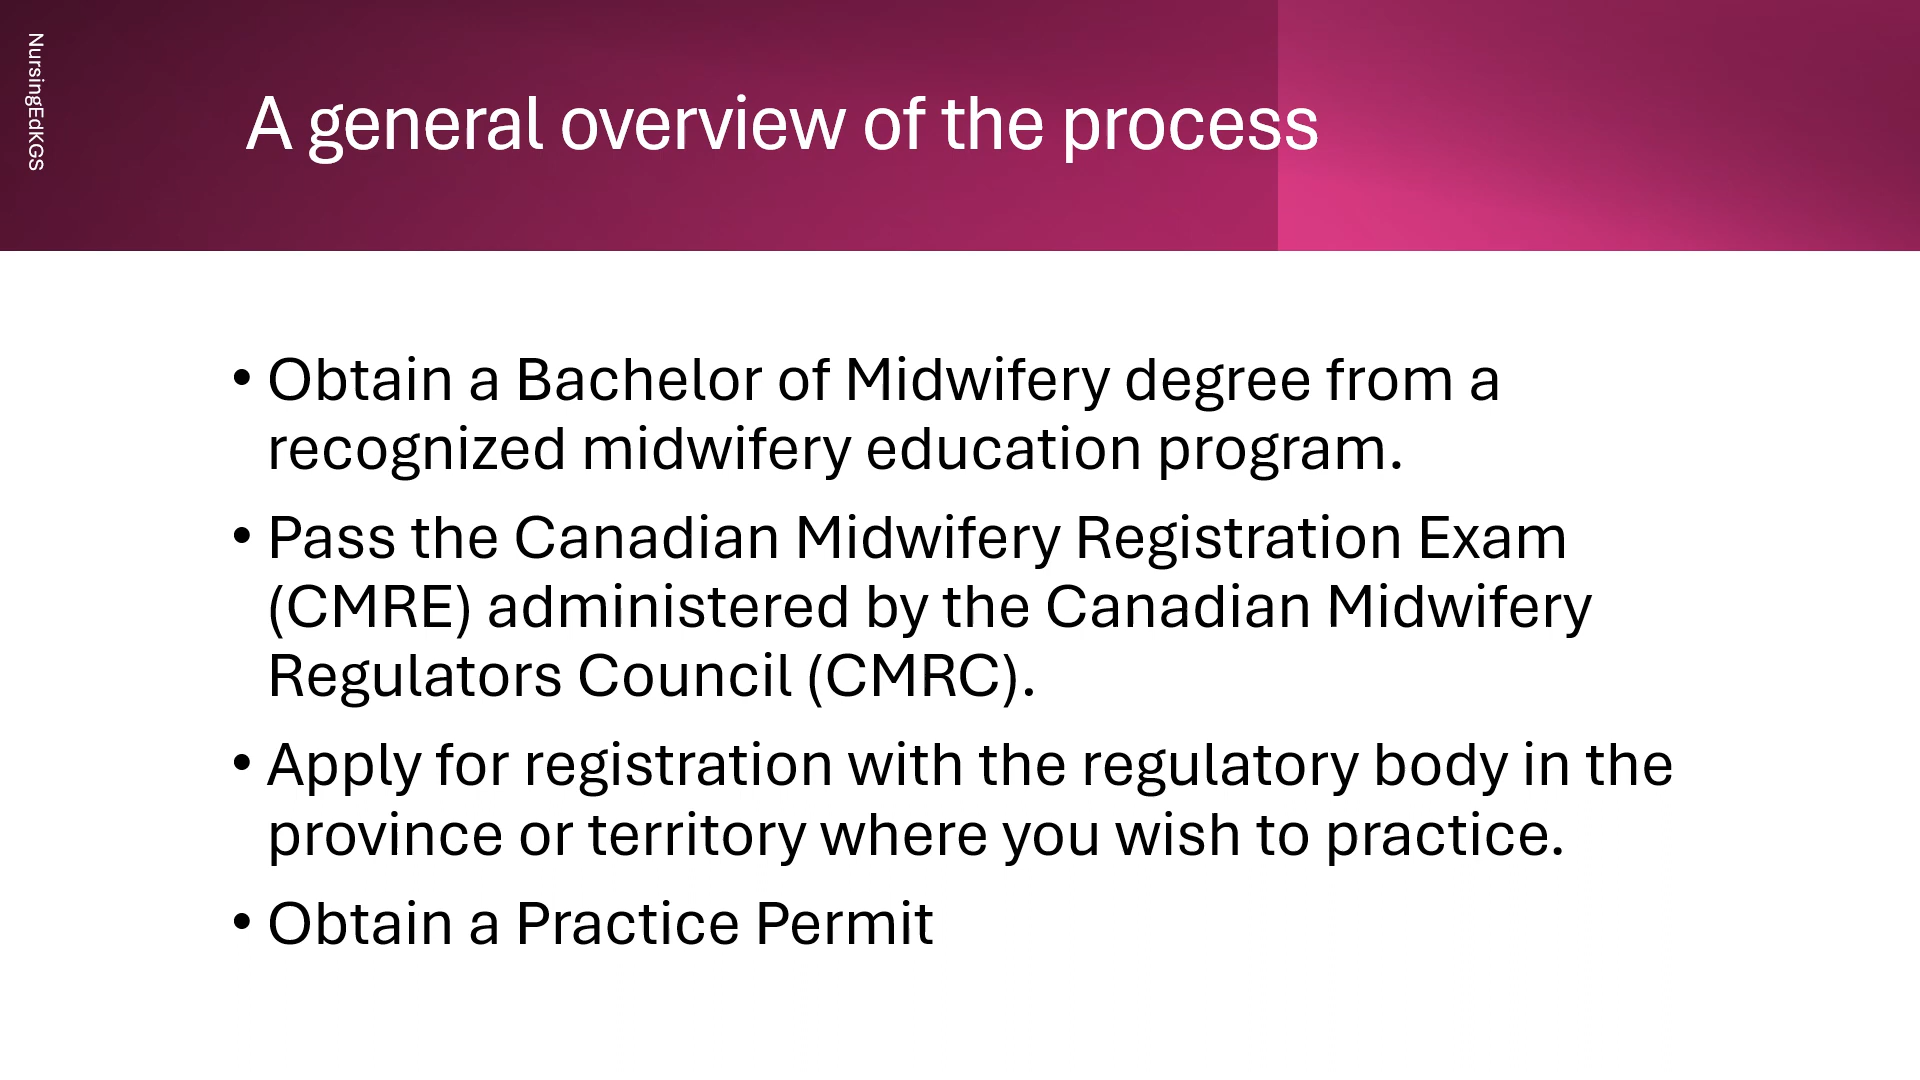 NursingEdKGS
A general overview of the process
• Obtain a Bachelor of Midwifery degree from a
recognized midwifery education program.
• Pass the Canadian Midwifery Registration Exam
(CMRE) administered by the Canadian Midwifery
Regulators Council (CMRC).
• Apply for registration with the regulatory body in the
province or territory where you wish to practice.
• Obtain a Practice Permit